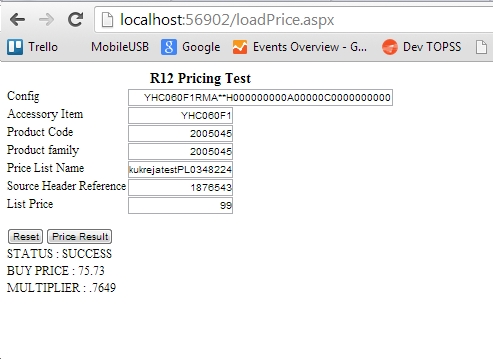 localhost:56902/loadPrice.aspx
Trello MobileUSB Google Events Overview - G... Dev TOPSS
R12 Pricing Test
Config YHC060F1RMA**H000000000A00000C0000000000
Accessory Item YHC060F1
Product Code 2005045
Product family 2005045
Price List Name kukrejatestPL0348224
Source Header Reference 1876543
List Price 99
Reset Price Result
STATUS : SUCCESS
BUY PRICE : 75.73
MULTIPLIER : .7649